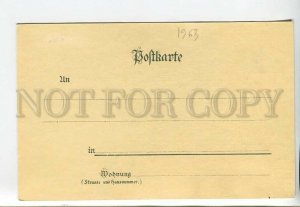 1963
Postkarte
An
NOT FOR COPY
in
Wohnung
(Strasse und Hausnummer.)